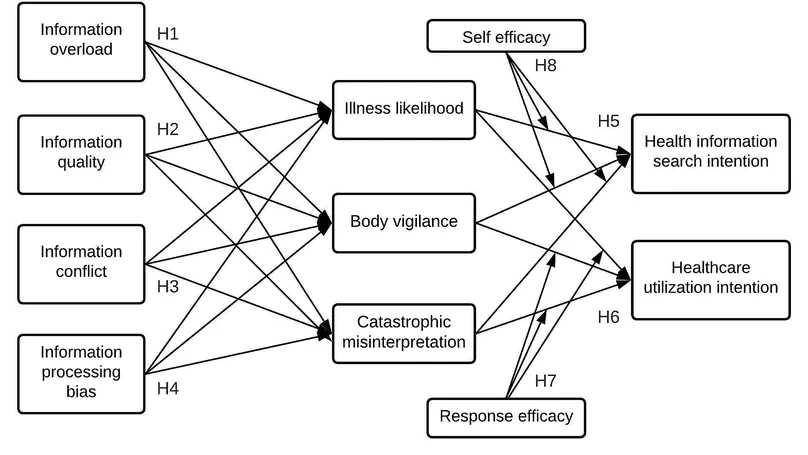 Information
overload
H1
Information
quality
H2
Information
conflict
H3
Information
processing
bias
H4
Illness likelihood
Body vigilance
Catastrophic
misinterpretation
Self efficacy
H8
H5
Health information
search intention
Healthcare
utilization intention
H6
H7
Response efficacy